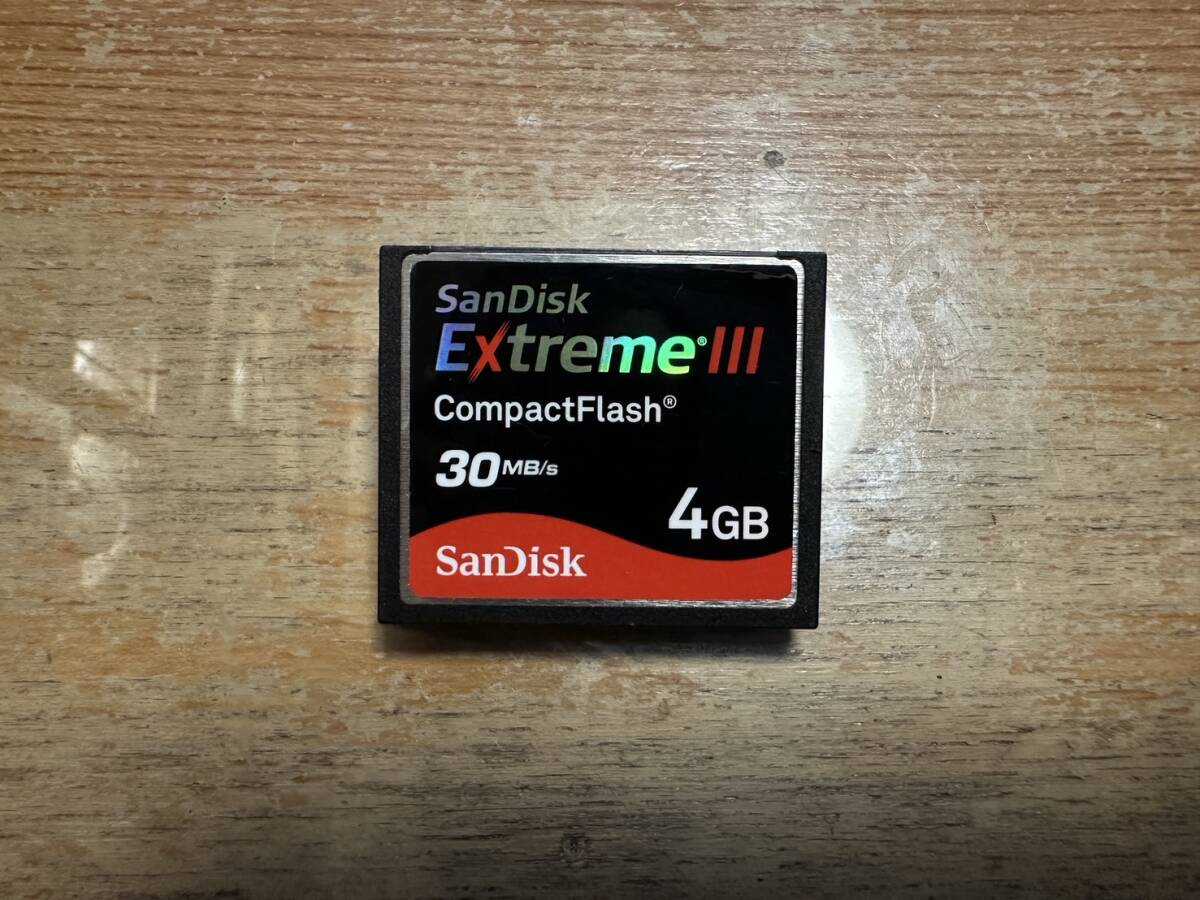 SanDisk
Extreme® III
CompactFlash®
30MB/s
4GB
SanDisk